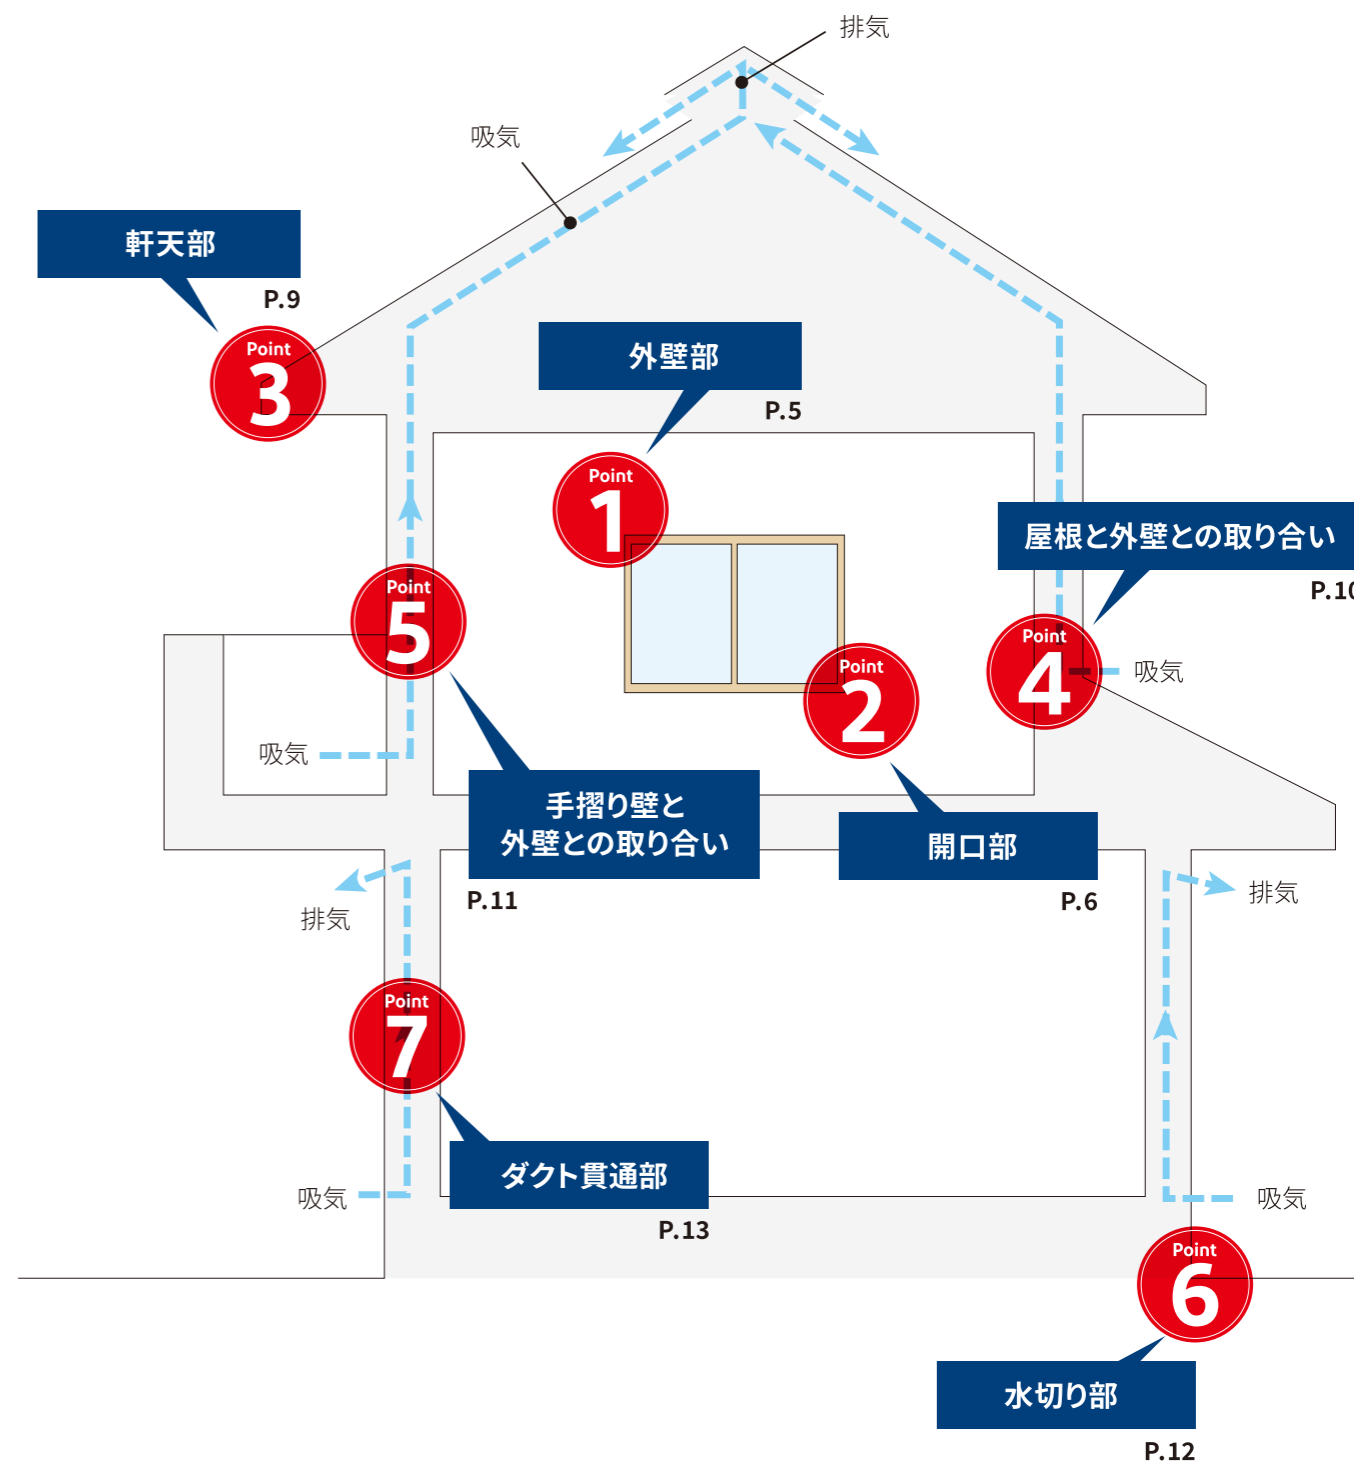 排気
吸気
軒天部
P.9
Point
3
外壁部
P.5
Point
1
屋根と外壁との取り合い
P.10
Point
5
Point
4
吸気
Point
2
吸気
手摺り壁と
外壁との取り合い
P.11
開口部
P.6
排気
排気
Point
7
ダクト貫通部
P.13
吸気
吸気
Point
6
水切り部
P.12